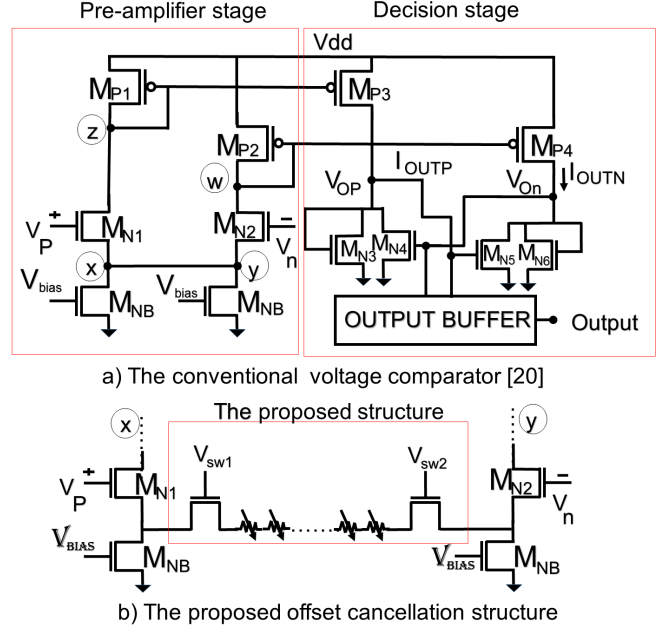 Pre-amplifier stage
Decision stage
Vdd
MP1
MP3
z
MP2
MP4
w
VOP
IOUTP
VOn
IOUTN
VP
+
MN1
MN2
−
Vn
MN3
MN4
MN5
MN6
x
y
Vbias
MNB
Vbias
MNB
OUTPUT BUFFER
Output
a) The conventional voltage comparator [20]
x
The proposed structure
y
Vsw1
Vsw2
VP
+
MN1
MN2
−
Vn
VBIAS
MNB
VBIAS
MNB
b) The proposed offset cancellation structure